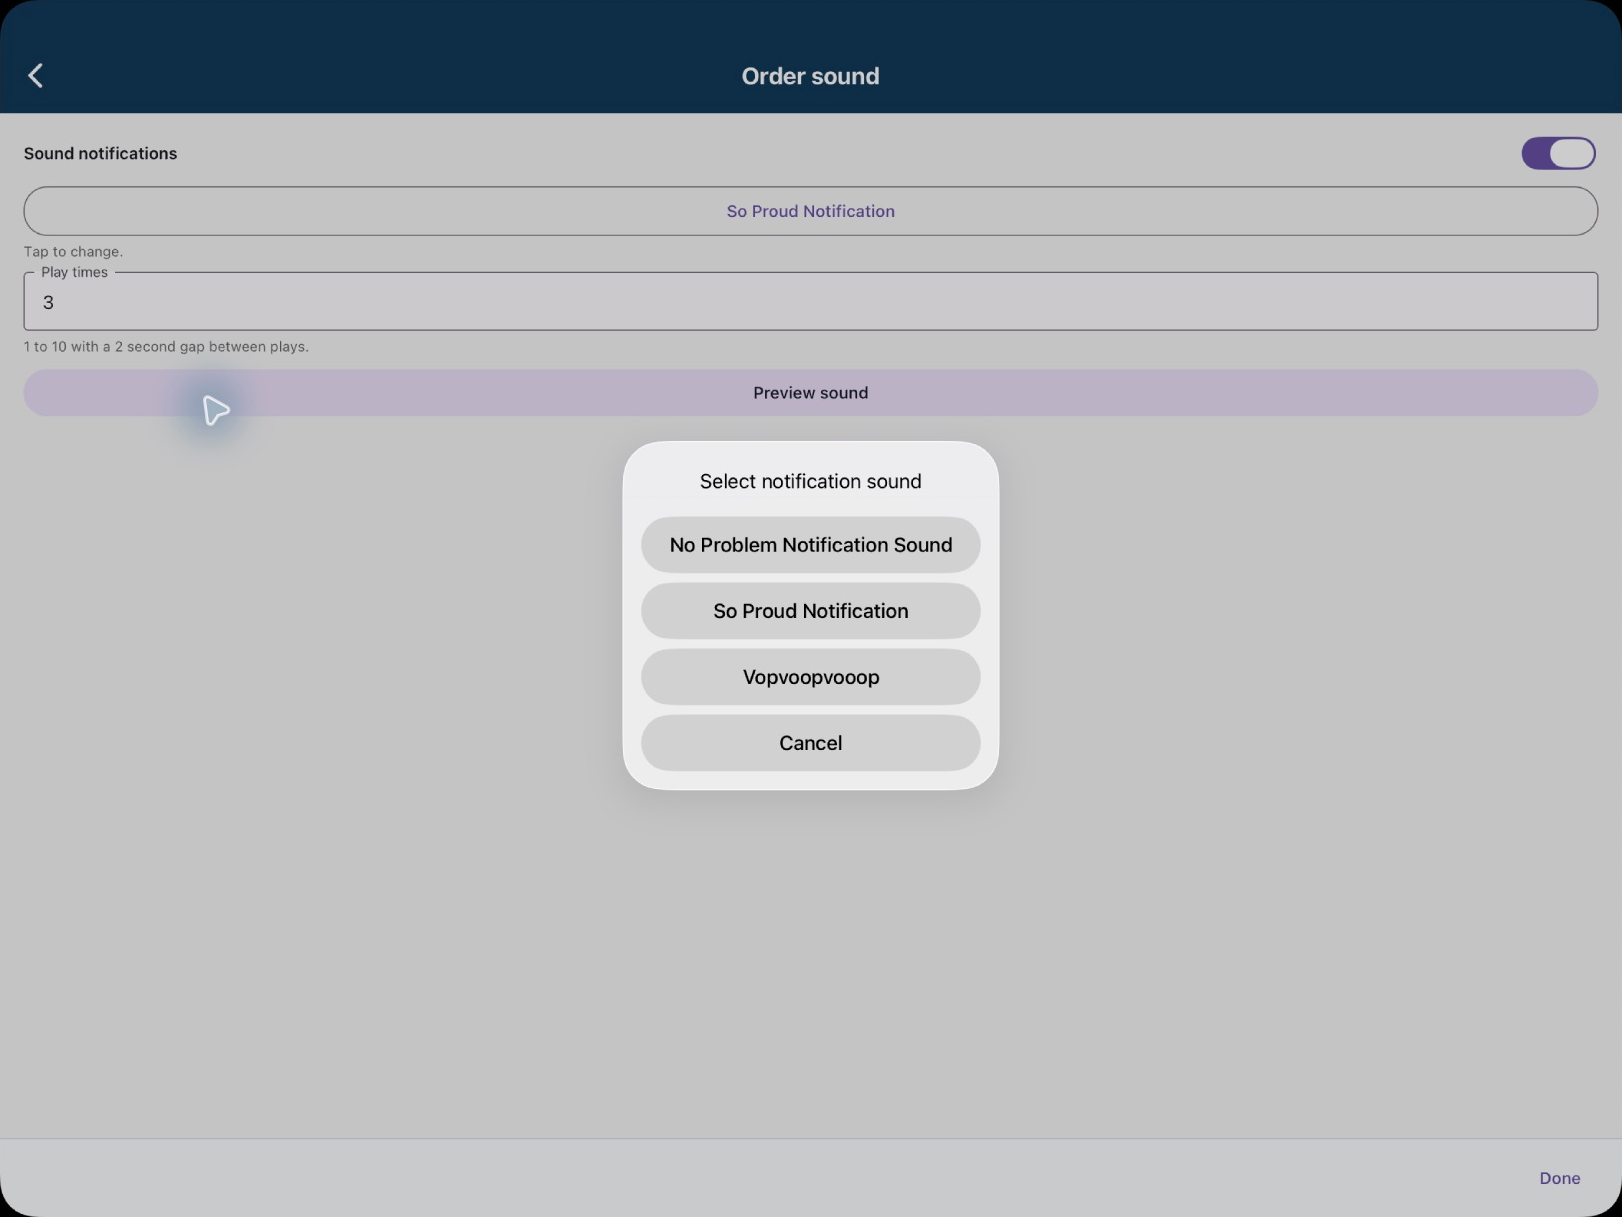 Order sound
Sound notifications
So Proud Notification
Tap to change.
Play times
3
1 to 10 with a 2 second gap between plays.
Preview sound
Select notification sound
No Problem Notification Sound
So Proud Notification
Vopvoopvooop
Cancel
Done